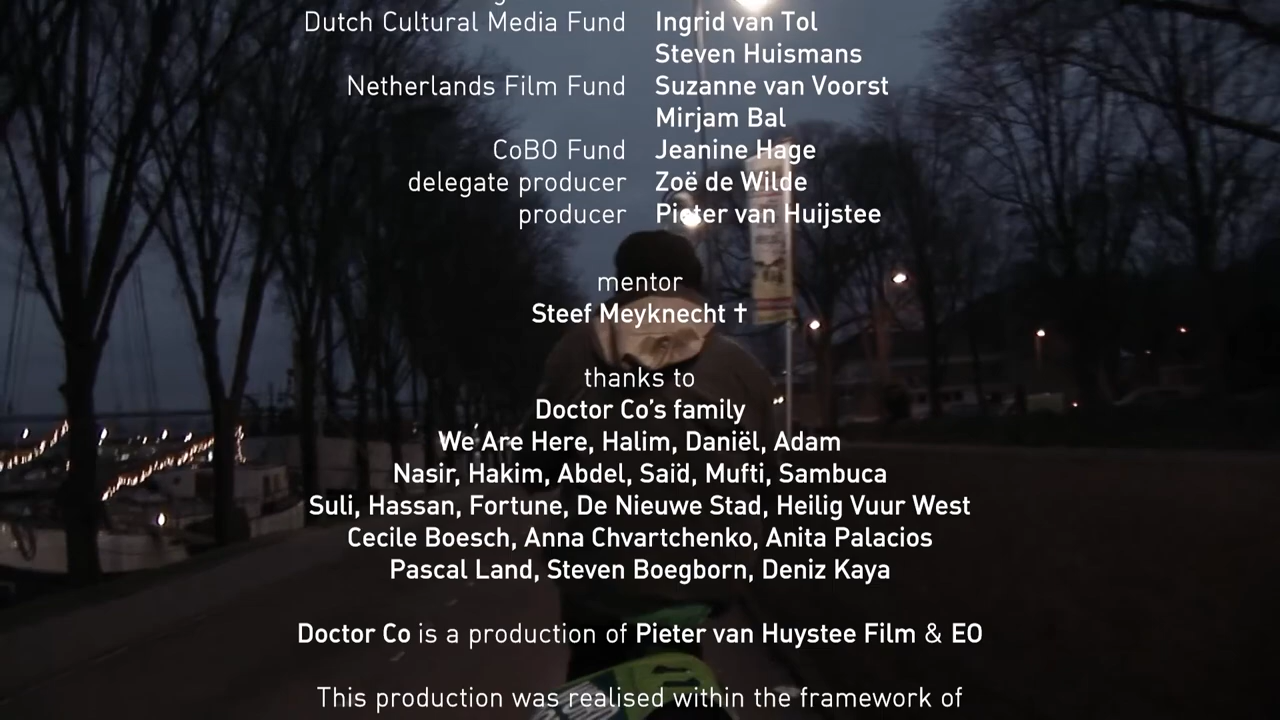 Dutch Cultural Media Fund Ingrid van Tol
Steven Huismans
Netherlands Film Fund Suzanne van Voorst
Mirjam Bal
CoBO Fund Jeanine Hage
delegate producer Zoë de Wilde
producer Pieter van Huijstee
mentor
Steef Meyknecht ✝
thanks to
Doctor Co’s family
We Are Here, Halim, Daniël, Adam
Nasir, Hakim, Abdel, Saïd, Mufti, Sambuca
Suli, Hassan, Fortune, De Nieuwe Stad, Heilig Vuur West
Cecile Boesch, Anna Chvartchenko, Anita Palacios
Pascal Land, Steven Boegborn, Deniz Kaya
Doctor Co is a production of Pieter van Huystee Film & EO
This production was realised within the framework of